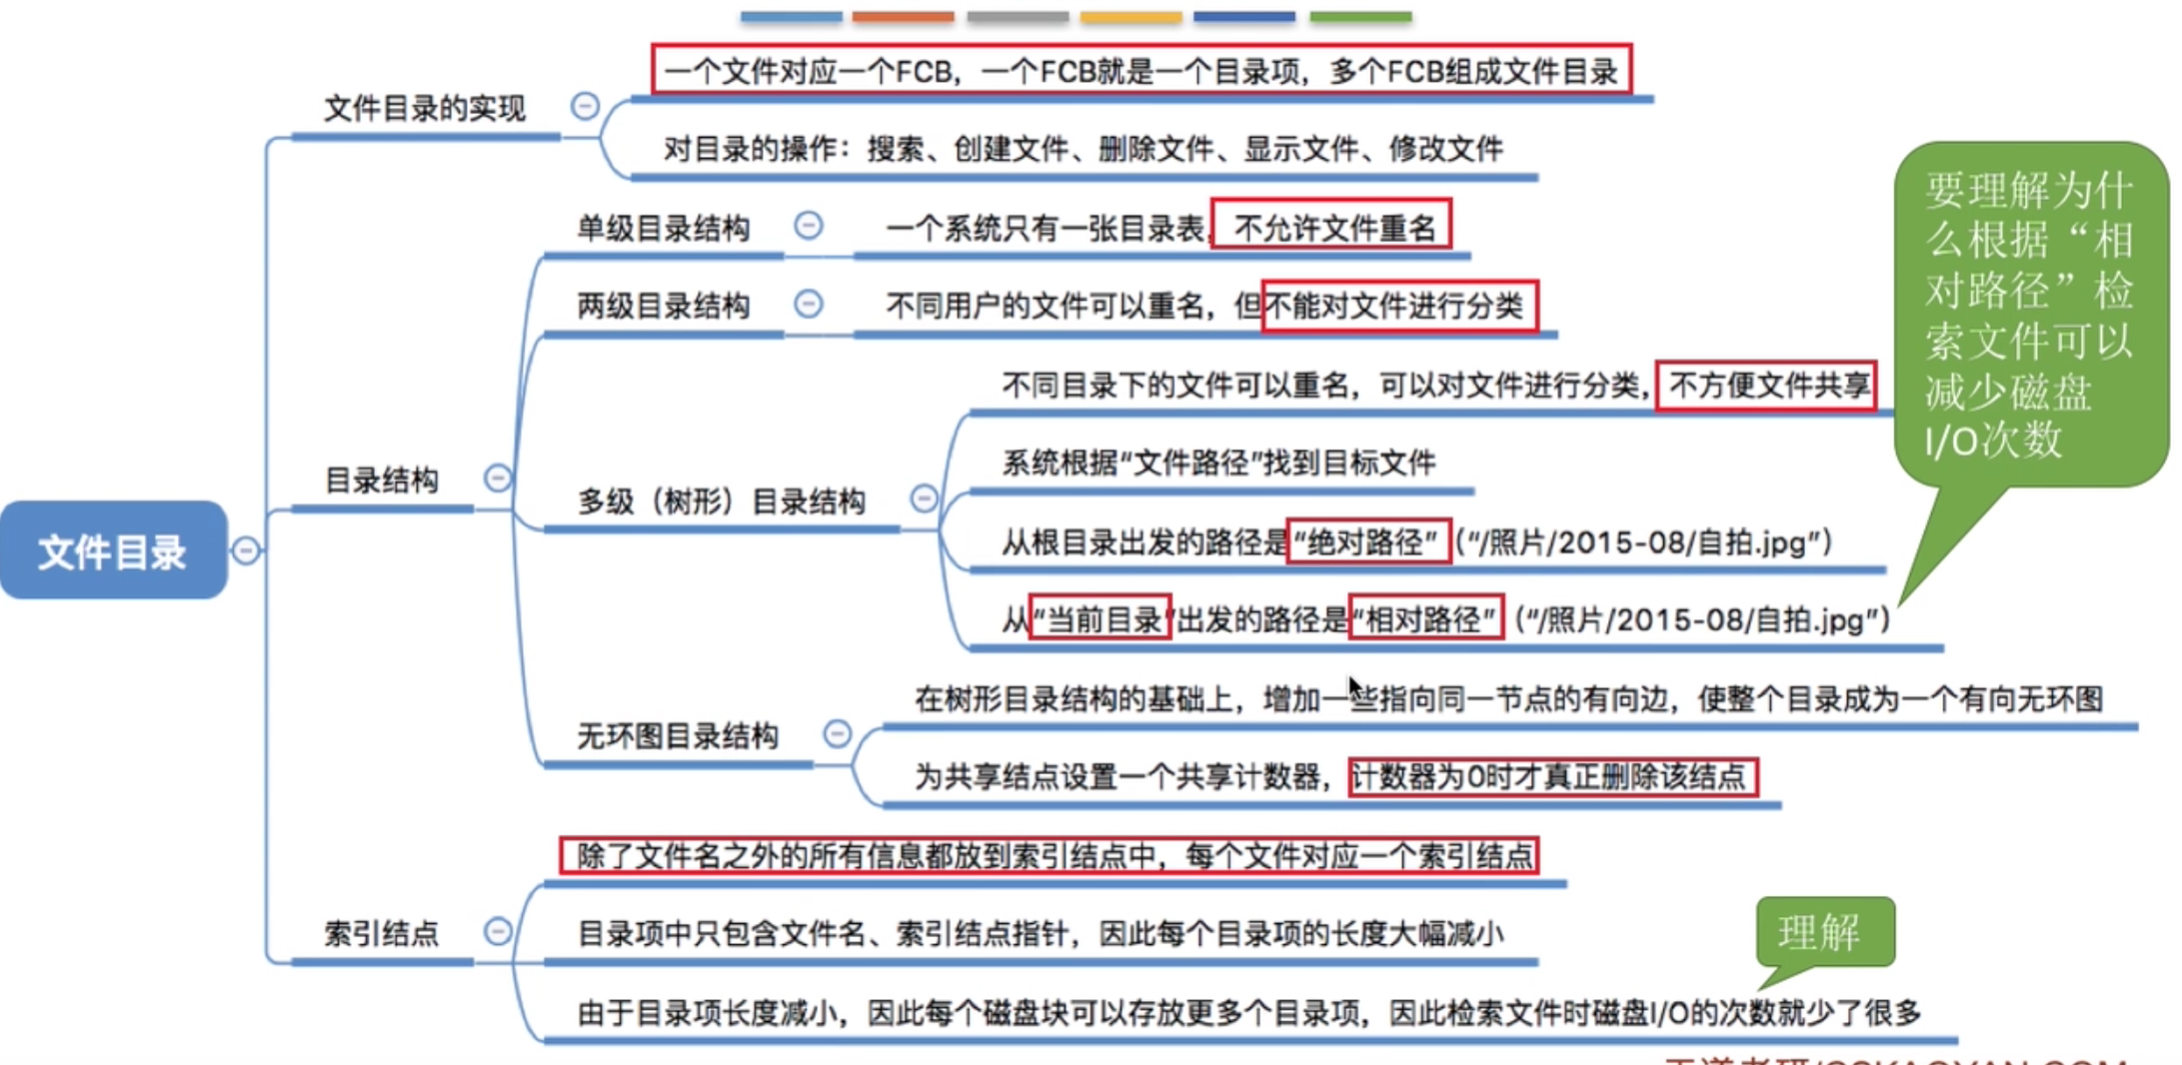 一个文件对应一个FCB，一个FCB就是一个目录项，多个FCB组成文件目录
文件目录的实现
对目录的操作：搜索、创建文件、删除文件、显示文件、修改文件
单级目录结构
一个系统只有一张目录表，不允许文件重名
两级目录结构
不同用户的文件可以重名，但不能对文件进行分类
不同目录下的文件可以重名，可以对文件进行分类，不方便文件共享
系统根据“文件路径”找到目标文件
目录结构
多级（树形）目录结构
从根目录出发的路径是“绝对路径”（“/照片/2015-08/自拍.jpg”）
从“当前目录”出发的路径是“相对路径”（“/照片/2015-08/自拍.jpg”）
要理解为什
么根据“相
对路径”检
索文件可以
减少磁盘
I/O次数
文件目录
在树形目录结构的基础上，增加一些指向同一节点的有向边，使整个目录成为一个有向无环图
无环图目录结构
为共享结点设置一个共享计数器，计数器为0时才真正删除该结点
除了文件名之外的所有信息都放到索引结点中，每个文件对应一个索引结点
索引结点
目录项中只包含文件名、索引结点指针，因此每个目录项的长度大幅减小
理解
由于目录项长度减小，因此每个磁盘块可以存放更多个目录项，因此检索文件时磁盘I/O的次数就少了很多